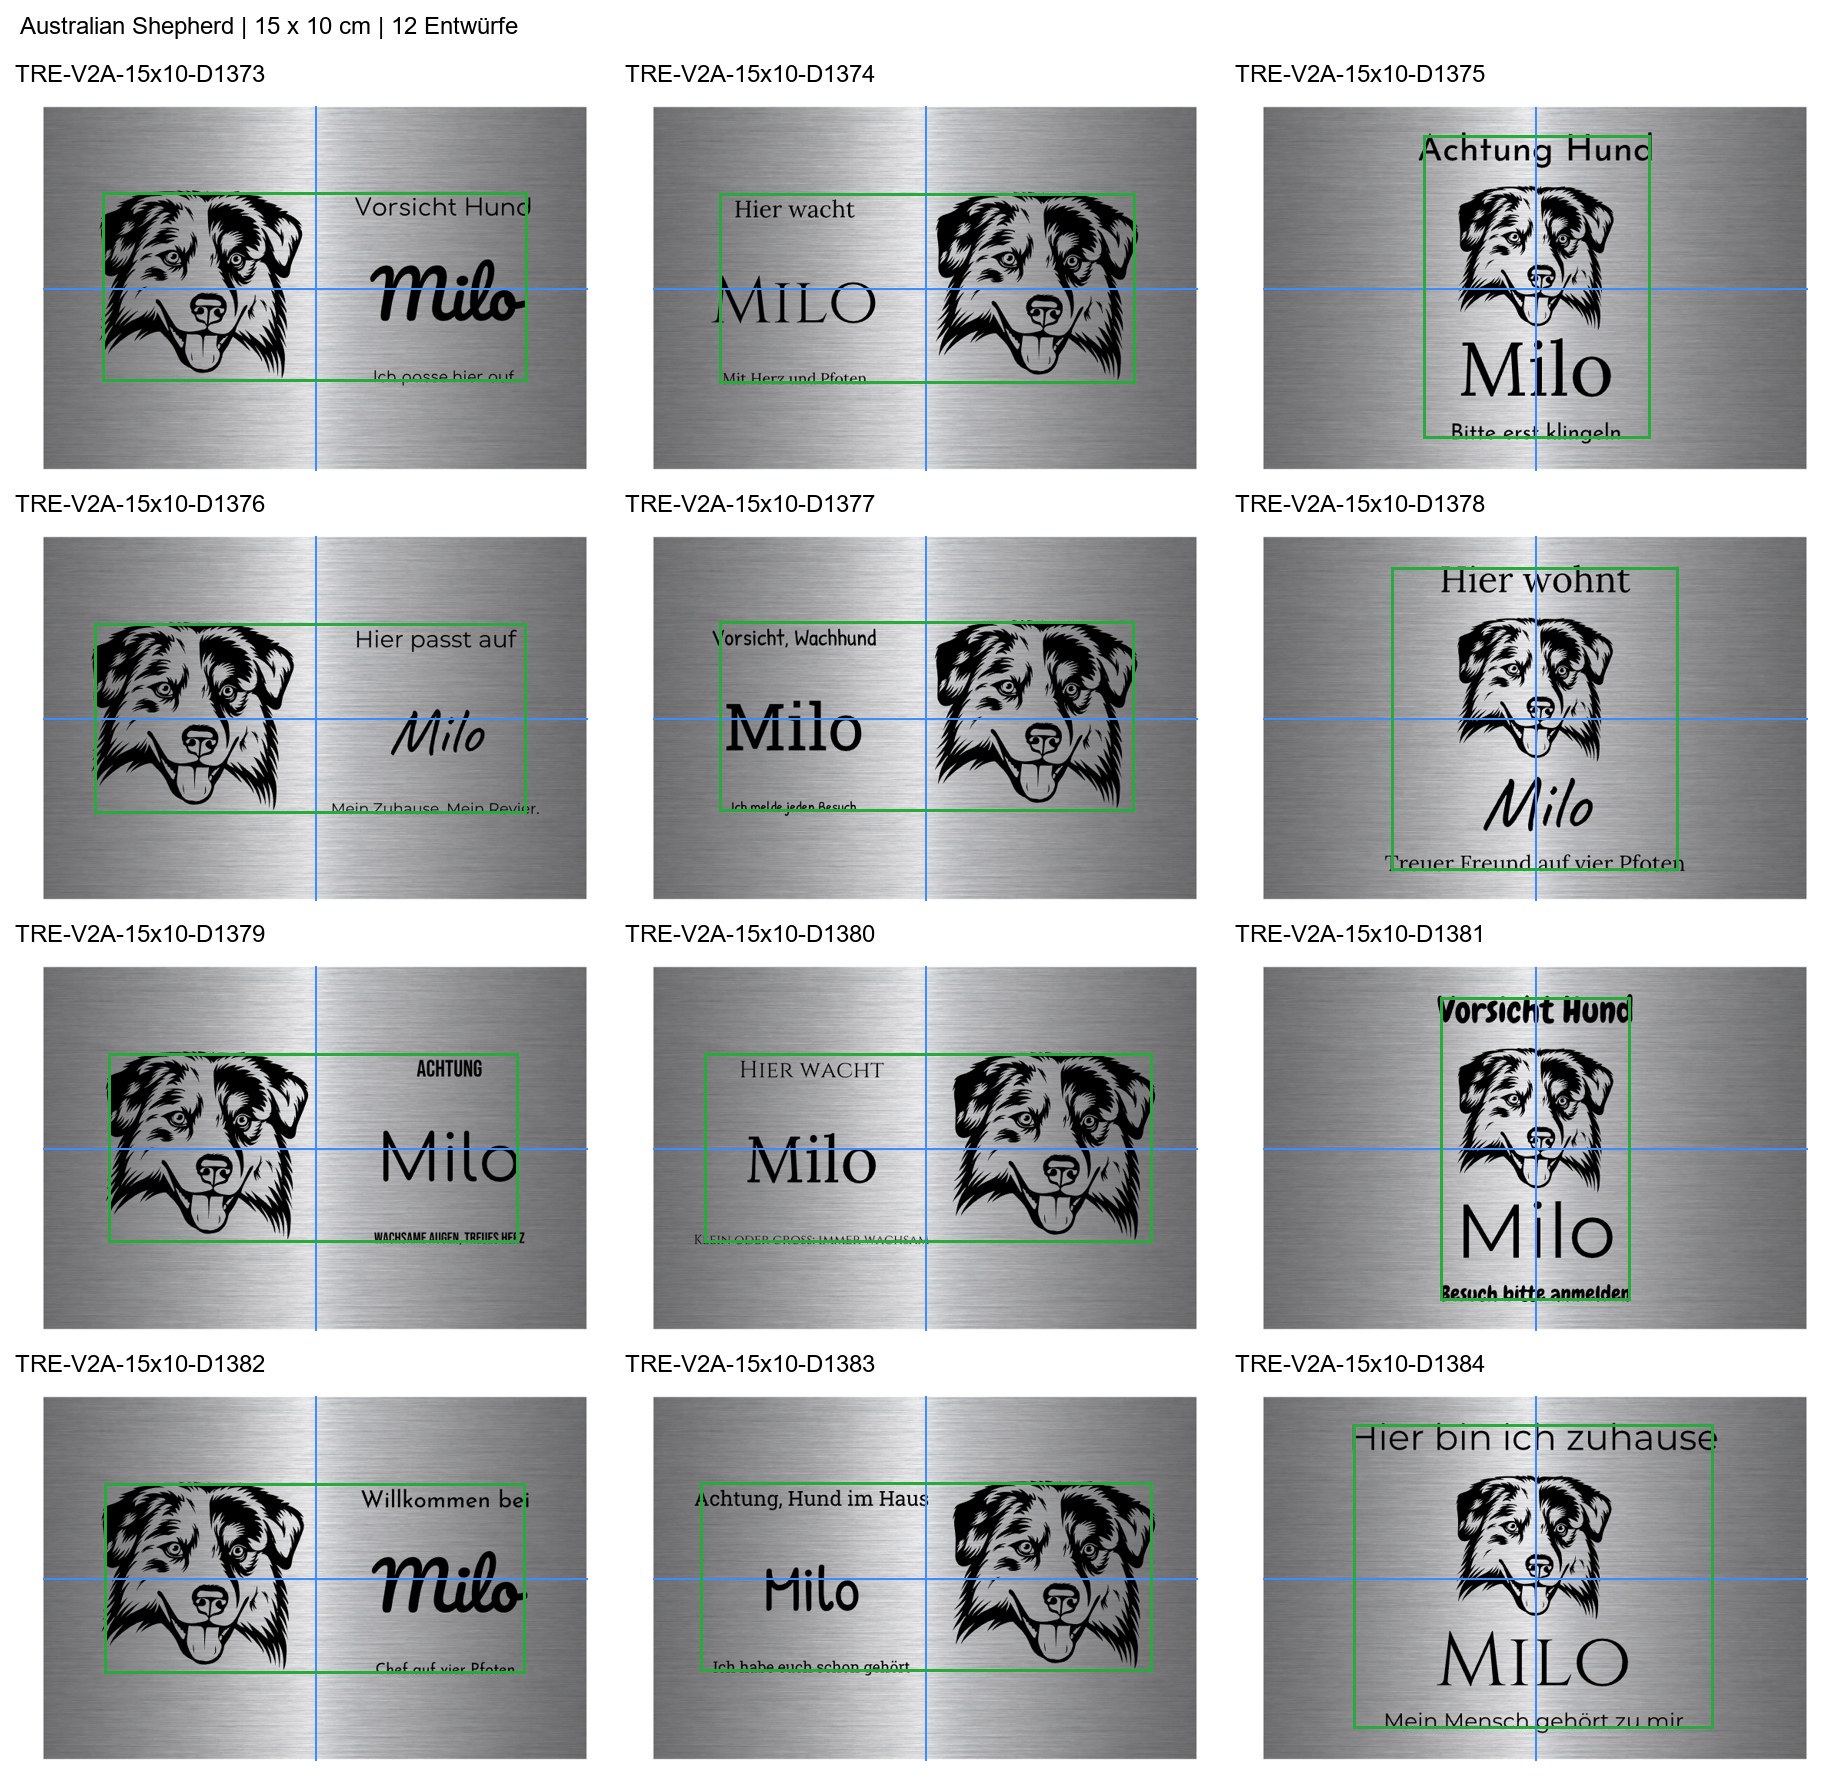 Australian Shepherd | 15 x 10 cm | 12 Entwürfe
TRE-V2A-15x10-D1373
Vorsicht Hund
Milo
Ich passe hier auf
TRE-V2A-15x10-D1374
Hier wacht
Milo
Mit Herz und Pfoten
TRE-V2A-15x10-D1375
Achtung Hund
Milo
Bitte erst klingeln
TRE-V2A-15x10-D1376
Hier passt auf
Milo
Mein Zuhause. Mein Revier.
TRE-V2A-15x10-D1377
Vorsicht, Wachhund
Milo
Ich melde jeden Besuch
TRE-V2A-15x10-D1378
Hier wohnt
Milo
Treuer Freund auf vier Pfoten
TRE-V2A-15x10-D1379
ACHTUNG
Milo
WACHSAME AUGEN, TREUES HERZ
TRE-V2A-15x10-D1380
Hier wacht
Milo
Klein oder gross: immer wachsam
TRE-V2A-15x10-D1381
Vorsicht Hund
Milo
Besuch bitte anmelden
TRE-V2A-15x10-D1382
Willkommen bei
Milo
Chef auf vier Pfoten
TRE-V2A-15x10-D1383
Achtung, Hund im Haus
Milo
Ich habe euch schon gehört
TRE-V2A-15x10-D1384
Hier bin ich zuhause
Milo
Mein Mensch gehört zu mir